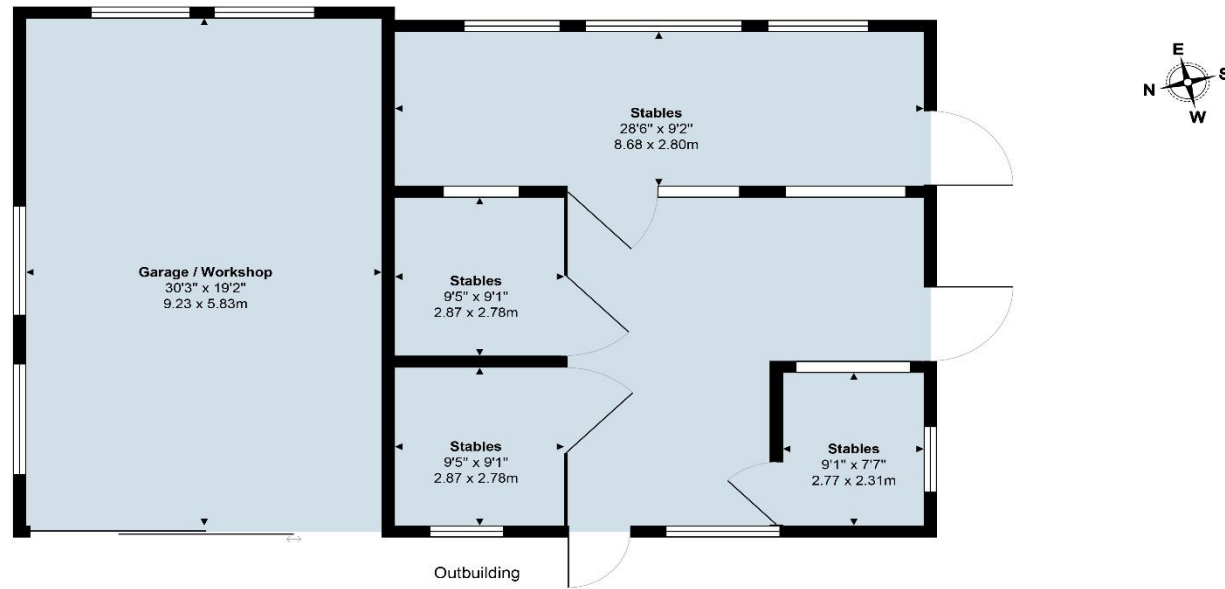 E
N
S
W
Stables
28'6" x 9'2"
8.68 x 2.80m
Garage / Workshop
30'3" x 19'2"
9.23 x 5.83m
Stables
9'5" x 9'1"
2.87 x 2.78m
Stables
9'5" x 9'1"
2.87 x 2.78m
Stables
9'1" x 7'7"
2.77 x 2.31m
Outbuilding